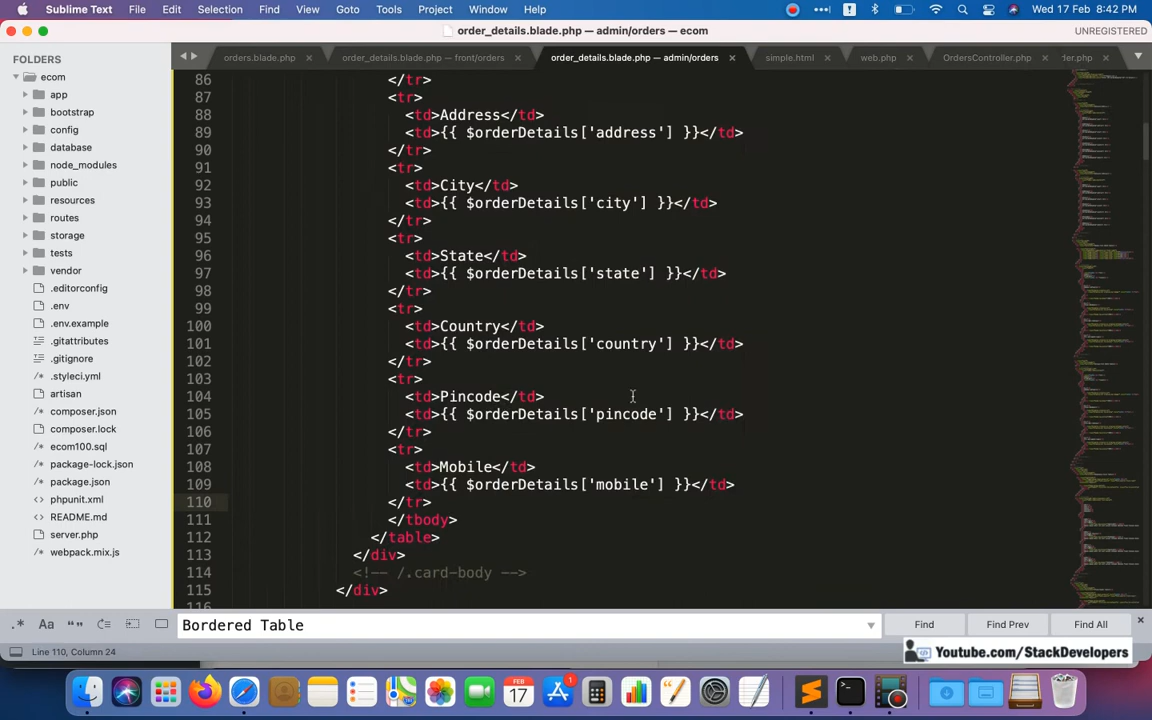 Sublime Text File Edit Selection Find View Goto Tools Project Window Help Wed 17 Feb 8:42 PM
order_details.blade.php — admin/orders — ecom UNREGISTERED
FOLDERS
orders.blade.php order_details.blade.php — front/orders order_details.blade.php — admin/orders simple.html web.php OrdersController.php ler.php
ecom
app
bootstrap
config
database
node_modules
public
resources
routes
storage
tests
vendor
.editorconfig
.env
.env.example
.gitattributes
.gitignore
.styleci.yml
artisan
composer.json
composer.lock
ecom100.sql
package-lock.json
package.json
phpunit.xml
README.md
server.php
webpack.mix.js
86 </tr>
87 <tr>
88 <td>Address</td>
89 <td>{{ $orderDetails['address'] }}</td>
90 </tr>
91 <tr>
92 <td>City</td>
93 <td>{{ $orderDetails['city'] }}</td>
94 </tr>
95 <tr>
96 <td>State</td>
97 <td>{{ $orderDetails['state'] }}</td>
98 </tr>
99 <tr>
100 <td>Country</td>
101 <td>{{ $orderDetails['country'] }}</td>
102 </tr>
103 <tr>
104 <td>Pincode</td>
105 <td>{{ $orderDetails['pincode'] }}</td>
106 </tr>
107 <tr>
108 <td>Mobile</td>
109 <td>{{ $orderDetails['mobile'] }}</td>
110 </tr>
111 </tbody>
112 </table>
113 </div>
114 <!-- /.card-body -->
115 </div>
116
Bordered Table Find Find Prev Find All
Line 110, Column 24
Youtube.com/StackDevelopers
FEB
17
1